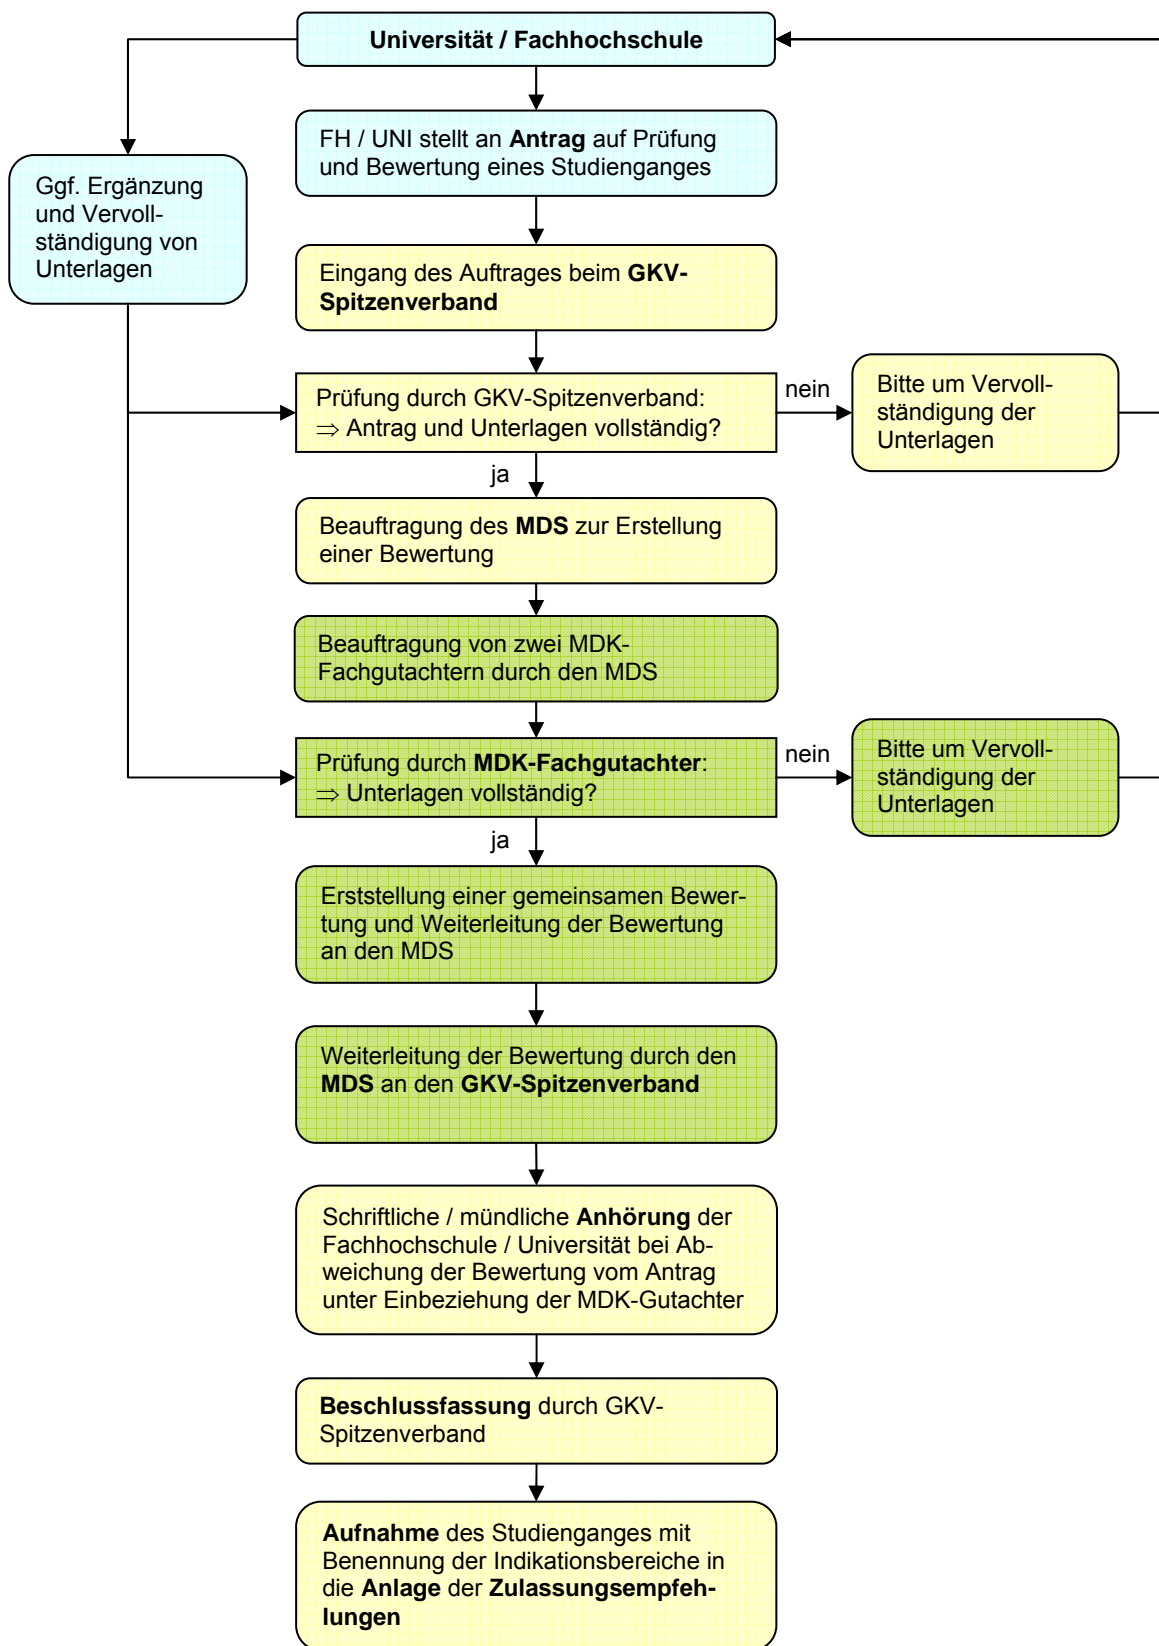 Universität / Fachhochschule
FH / UNI stellt an Antrag auf Prüfung
und Bewertung eines Studienganges
Ggf. Ergänzung
und Vervoll-
ständigung von
Unterlagen
Eingang des Auftrages beim GKV-
Spitzenverband
Prüfung durch GKV-Spitzenverband:
⇒ Antrag und Unterlagen vollständig?
nein
Bitte um Vervoll-
ständigung der
Unterlagen
ja
Beauftragung des MDS zur Erstellung
einer Bewertung
Beauftragung von zwei MDK-
Fachgutachtern durch den MDS
Prüfung durch MDK-Fachgutachter:
⇒ Unterlagen vollständig?
nein
Bitte um Vervoll-
ständigung der
Unterlagen
ja
Erststellung einer gemeinsamen Bewer-
tung und Weiterleitung der Bewertung
an den MDS
Weiterleitung der Bewertung durch den
MDS an den GKV-Spitzenverband
Schriftliche / mündliche Anhörung der
Fachhochschule / Universität bei Ab-
weichung der Bewertung vom Antrag
unter Einbeziehung der MDK-Gutachter
Beschlussfassung durch GKV-
Spitzenverband
Aufnahme des Studienganges mit
Benennung der Indikationsbereiche in
die Anlage der Zulassungsempfeh-
lungen